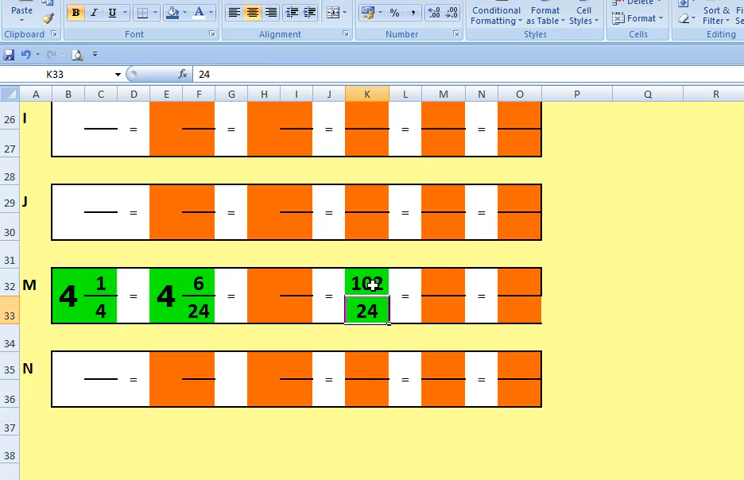 Delete
Paste
B I U
A
% ,
Conditional Formatting
Format as Table
Cell Styles
Format
Sort & Filter
Clipboard
Font
Alignment
Number
Styles
Cells
Editing
K33 fx 24
A B C D E F G H I J K L M N O P Q R
26 I
= = = = =
27
28
29 J
= = = = =
30
31
32 M 4 1 4 6 102
= = = = =
33 4 24 24
34
35 N
= = = = =
36
37
38